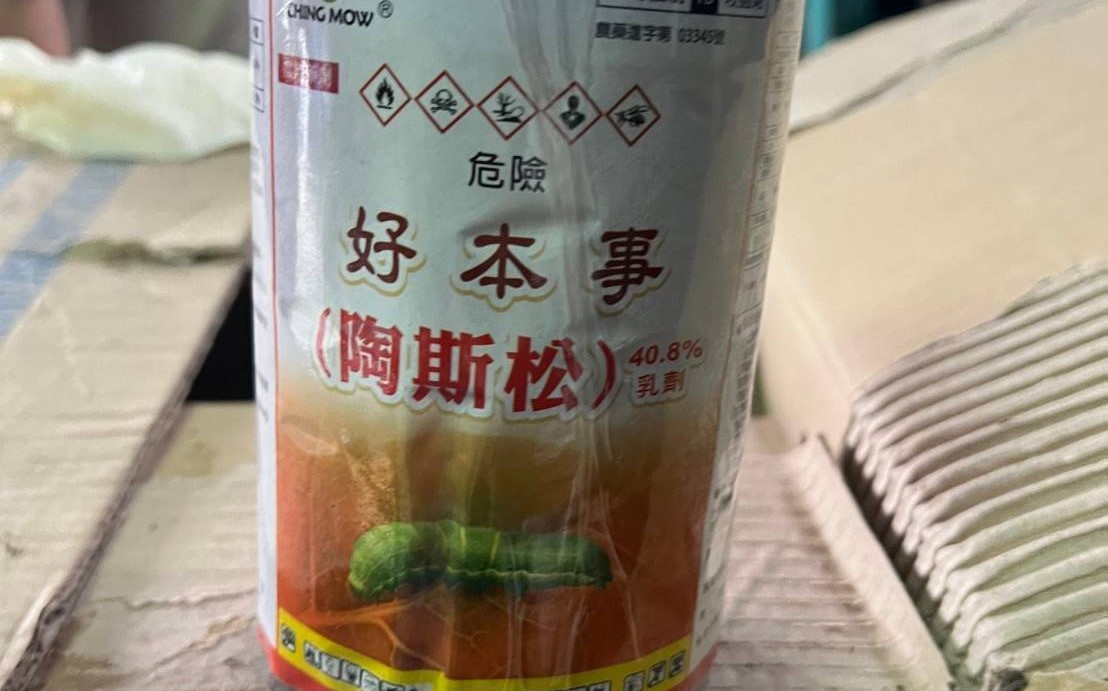 CHING MOW®
農藥進字第 03345號
危險
好本事
(陶斯松) 40.8%
乳劑